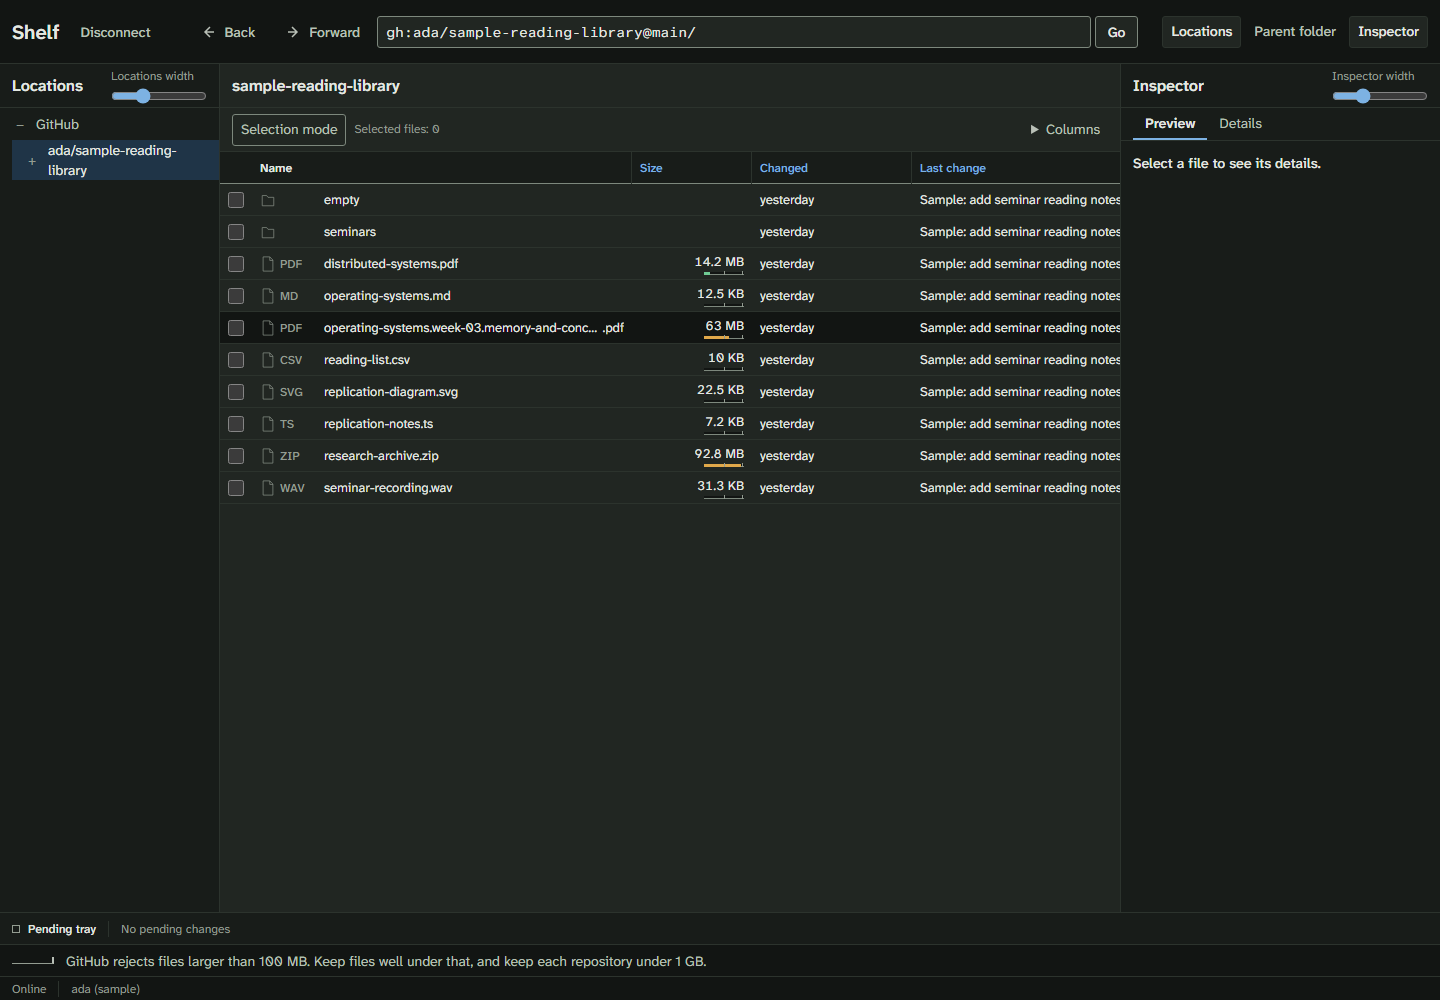 Shelf
Disconnect
Back
Forward
gh:ada/sample-reading-library@main/
Go
Locations
Parent folder
Inspector
Locations
Locations width
GitHub
ada/sample-reading-
library
sample-reading-library
Selection mode
Selected files: 0
Columns
Name Size Changed Last change
empty yesterday Sample: add seminar reading notes
seminars yesterday Sample: add seminar reading notes
PDF distributed-systems.pdf 14.2 MB yesterday Sample: add seminar reading notes
MD operating-systems.md 12.5 KB yesterday Sample: add seminar reading notes
PDF operating-systems.week-03.memory-and-conc... .pdf 63 MB yesterday Sample: add seminar reading notes
CSV reading-list.csv 10 KB yesterday Sample: add seminar reading notes
SVG replication-diagram.svg 22.5 KB yesterday Sample: add seminar reading notes
TS replication-notes.ts 7.2 KB yesterday Sample: add seminar reading notes
ZIP research-archive.zip 92.8 MB yesterday Sample: add seminar reading notes
WAV seminar-recording.wav 31.3 KB yesterday Sample: add seminar reading notes
Inspector
Inspector width
Preview
Details
Select a file to see its details.
Pending tray
No pending changes
GitHub rejects files larger than 100 MB. Keep files well under that, and keep each repository under 1 GB.
Online
ada (sample)